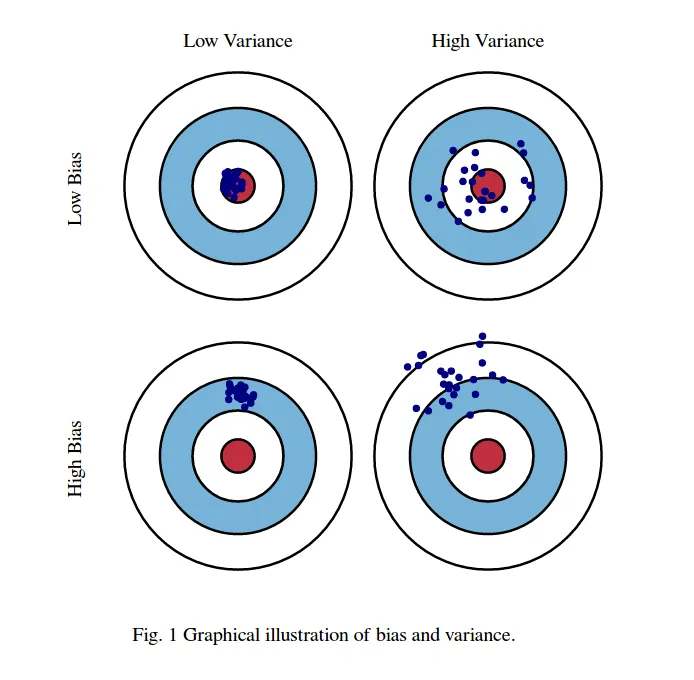 Low Variance
High Variance
Low Bias
High Bias
Fig. 1 Graphical illustration of bias and variance.